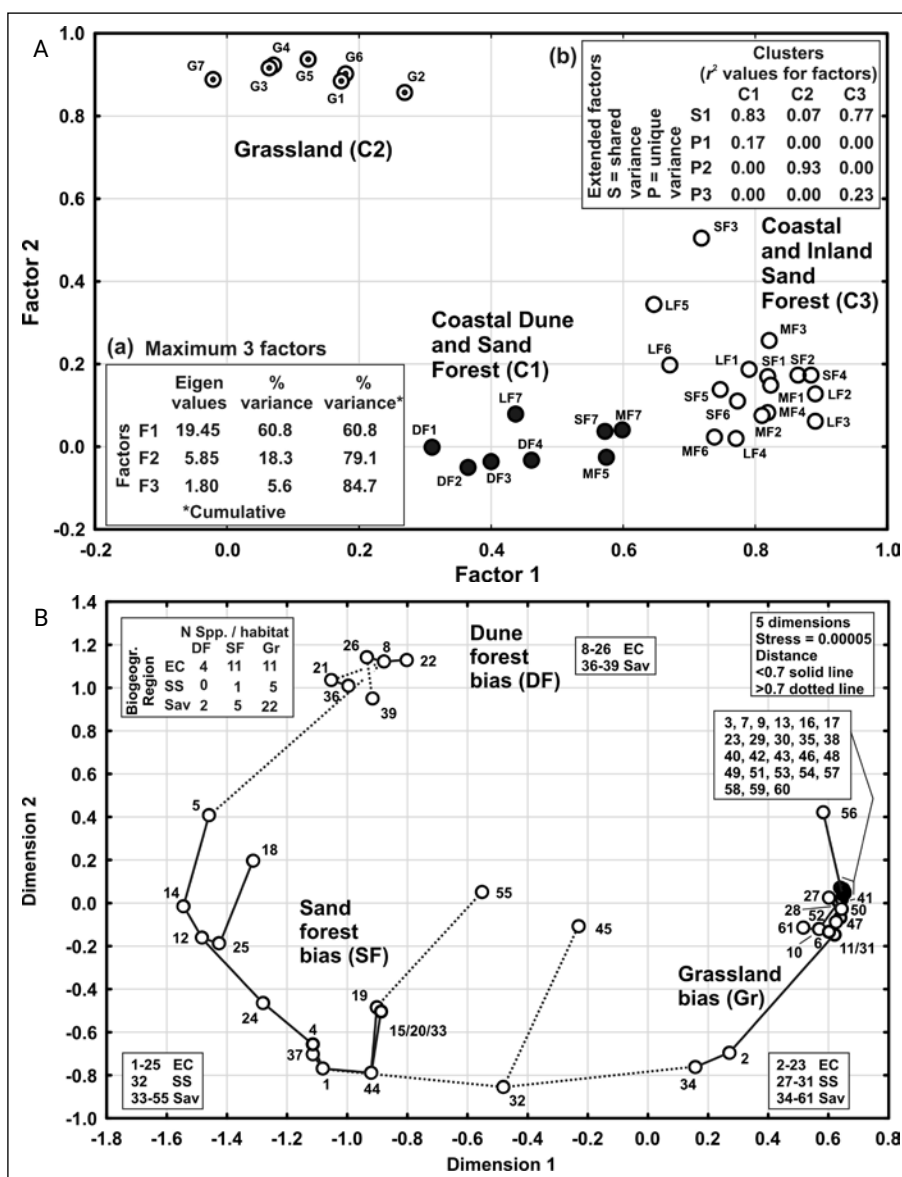 A
1.0
0.8
0.6
0.4
0.2
0.0
-0.2
Factor 2
-0.2
0.0
0.2
0.4
0.6
0.8
1.0
Factor 1
G7
G4
G3
G5
G6
G1
G2
Grassland (C2)
(b)
Clusters
(r² values for factors)
C1 C2 C3
S1 0.83 0.07 0.77
P1 0.17 0.00 0.00
P2 0.00 0.93 0.00
P3 0.00 0.00 0.23
Extended factors
S = shared
variance
P = unique
variance
SF3
Coastal
and Inland
Sand
Forest (C3)
LF5
MF3
LF6
LF1
SF1
SF2
SF4
SF5
MF1
LF2
SF6
MF4
MF2
LF3
MF6
LF4
Coastal Dune
and Sand
Forest (C1)
LF7
SF7
MF7
DF1
DF4
DF2
DF3
MF5
(a) Maximum 3 factors
Eigen % %
values variance variance*
F1 19.45 60.8 60.8
F2 5.85 18.3 79.1
F3 1.80 5.6 84.7
*Cumulative
Factors
B
1.4
1.2
1.0
0.8
0.6
0.4
0.2
0.0
-0.2
-0.4
-0.6
-0.8
-1.0
Dimension 2
-1.8
-1.6
-1.4
-1.2
-1.0
-0.8
-0.6
-0.4
-0.2
0.0
0.2
0.4
0.6
0.8
Dimension 1
N Spp. / habitat
DF SF Gr
EC 4 11 11
SS 0 1 5
Sav 2 5 22
Biogeogr.
Region
26
8
22
21
36
39
Dune
forest
bias (DF)
8-26 EC
36-39 Sav
5 dimensions
Stress = 0.00005
Distance
<0.7 solid line
>0.7 dotted line
3, 7, 9, 13, 16, 17
23, 29, 30, 35, 38
40, 42, 43, 46, 48
49, 51, 53, 54, 57
58, 59, 60
5
18
14
12
25
24
4
37
1
44
19
15/20/33
55
45
32
34
2
Sand
forest
bias (SF)
Grassland
bias (Gr)
56
27
41
28
50
52
61
47
10
6
11/31
1-25 EC
32 SS
33-55 Sav
2-23 EC
27-31 SS
34-61 Sav